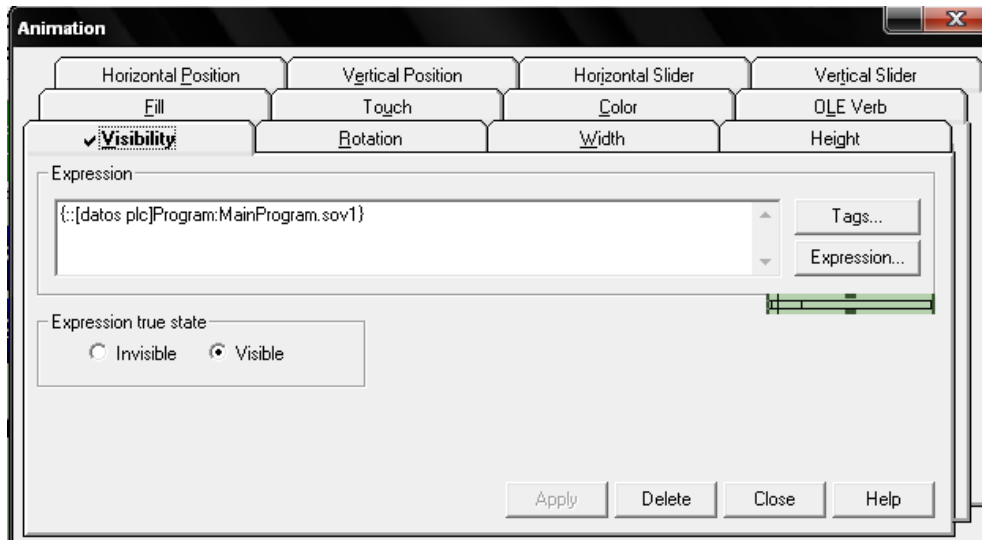 Animation
Horizontal Position Vertical Position Horizontal Slider Vertical Slider
Fill Touch Color OLE Verb
Visibility Rotation Width Height
Expression
{::[datos plc]Program:MainProgram.sov1}
Tags...
Expression...
Expression true state
Invisible Visible
Apply Delete Close Help